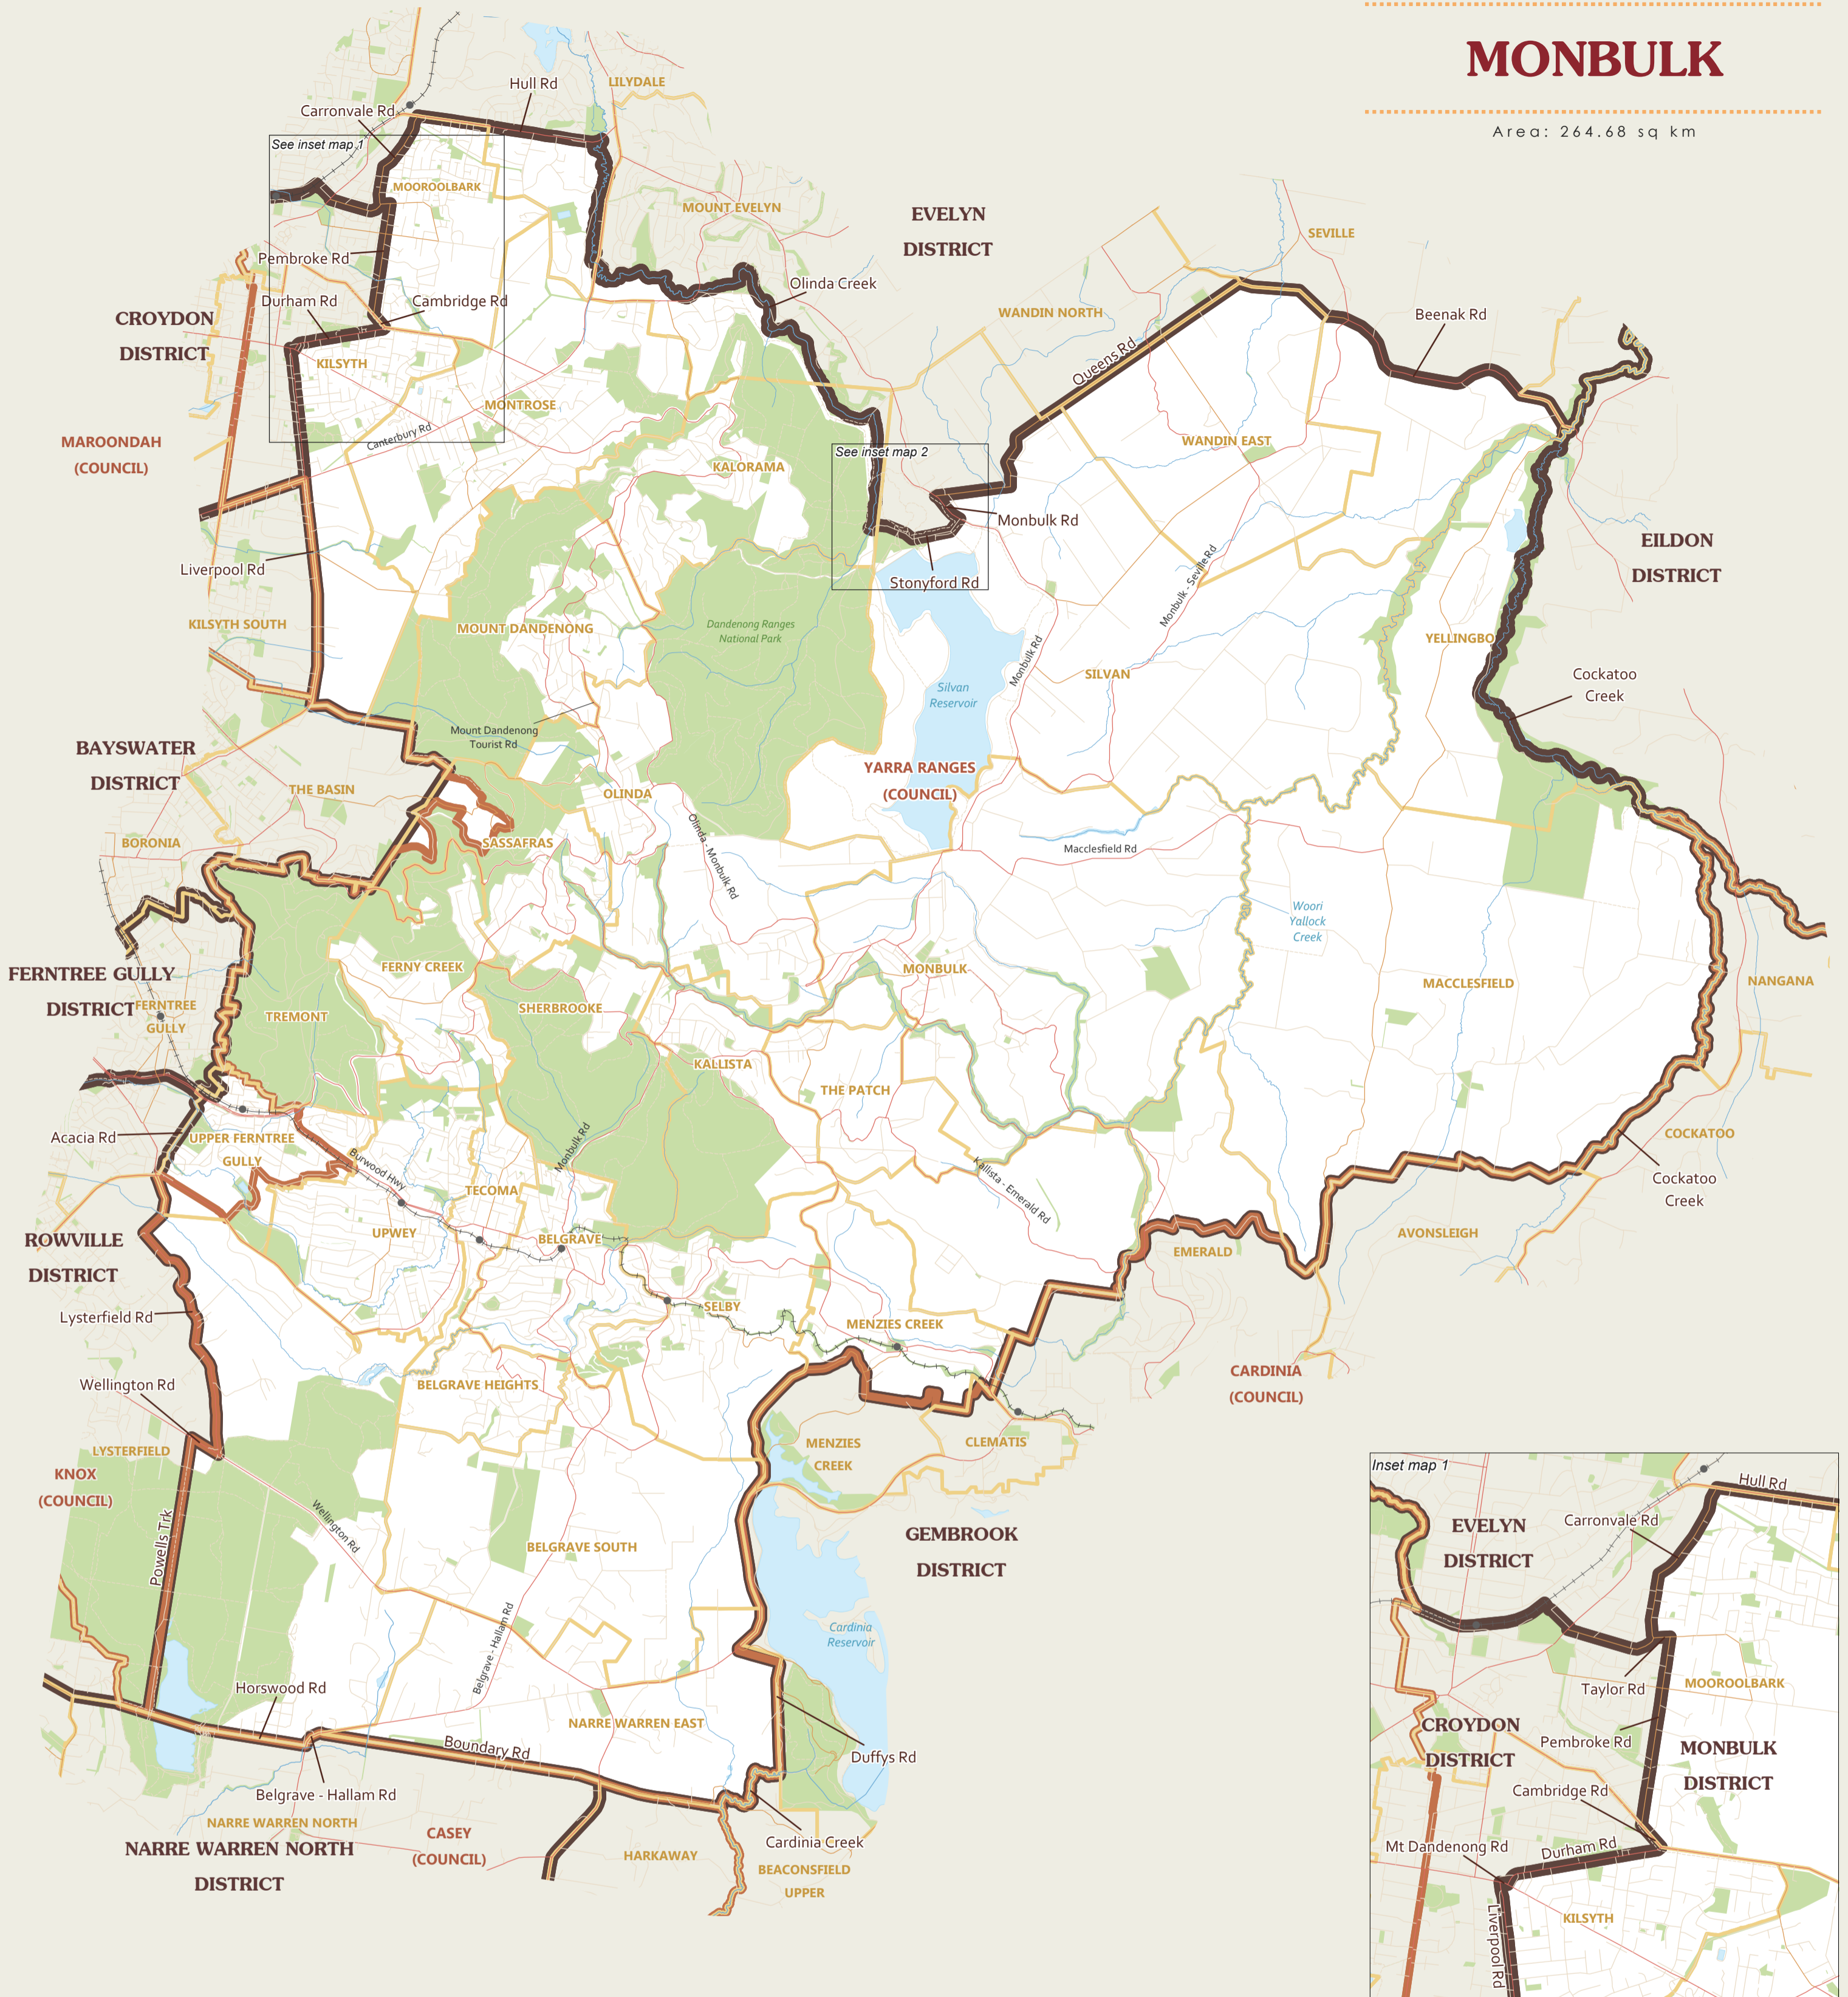 MONBULK
Area: 264.68 sq km
Hull Rd
LILYDALE
Carronvale Rd
See inset map 1
MOOROOLBARK
MOUNT EVELYN
EVELYN
DISTRICT
SEVILLE
Pembroke Rd
Olinda Creek
Durham Rd
Cambridge Rd
WANDIN NORTH
Beenak Rd
CROYDON
DISTRICT
KILSYTH
Queens Rd
MONTROSE
Canterbury Rd
MAROONDAH
(COUNCIL)
WANDIN EAST
See inset map 2
KALORAMA
Monbulk Rd
EILDON
DISTRICT
Liverpool Rd
Stonyford Rd
Monbulk - Seville Rd
KILSYTH SOUTH
MOUNT DANDENONG
Dandenong Ranges
National Park
YELLINGBO
Monbulk Rd
SILVAN
Cockatoo
Creek
Silvan
Reservoir
Mount Dandenong
Tourist Rd
BAYSWATER
DISTRICT
YARRA RANGES
(COUNCIL)
THE BASIN
OLINDA
BORONIA
SASSAFRAS
Olinda - Monbulk Rd
Macclesfield Rd
Woori
Yallock
Creek
FERNTREE GULLY
DISTRICT
FERNY CREEK
MONBULK
MACCLESFIELD
NANGANA
FERNTREE
GULLY
TREMONT
SHERBROOKE
KALLISTA
THE PATCH
Acacia Rd
UPPER FERNTREE
GULLY
Monbulk Rd
COCKATOO
Burwood Hwy
Kallista - Emerald Rd
Cockatoo
Creek
TECOMA
UPWEY
BELGRAVE
ROWVILLE
DISTRICT
EMERALD
AVONSLEIGH
Lysterfield Rd
SELBY
MENZIES CREEK
CARDINIA
(COUNCIL)
Wellington Rd
BELGRAVE HEIGHTS
LYSTERFIELD
MENZIES
CREEK
CLEMATIS
KNOX
(COUNCIL)
Wellington Rd
Powells Trk
BELGRAVE SOUTH
GEMBROOK
DISTRICT
Belgrave - Hallam Rd
Cardinia
Reservoir
Horswood Rd
NARRE WARREN EAST
Boundary Rd
Duffys Rd
Belgrave - Hallam Rd
NARRE WARREN NORTH
NARRE WARREN NORTH
DISTRICT
CASEY
(COUNCIL)
Cardinia Creek
HARKAWAY
BEACONSFIELD
UPPER
Inset map 1
Hull Rd
EVELYN
DISTRICT
Carronvale Rd
Taylor Rd
MOOROOLBARK
CROYDON
DISTRICT
Pembroke Rd
MONBULK
DISTRICT
Cambridge Rd
Mt Dandenong Rd
Durham Rd
KILSYTH
Liverpool Rd